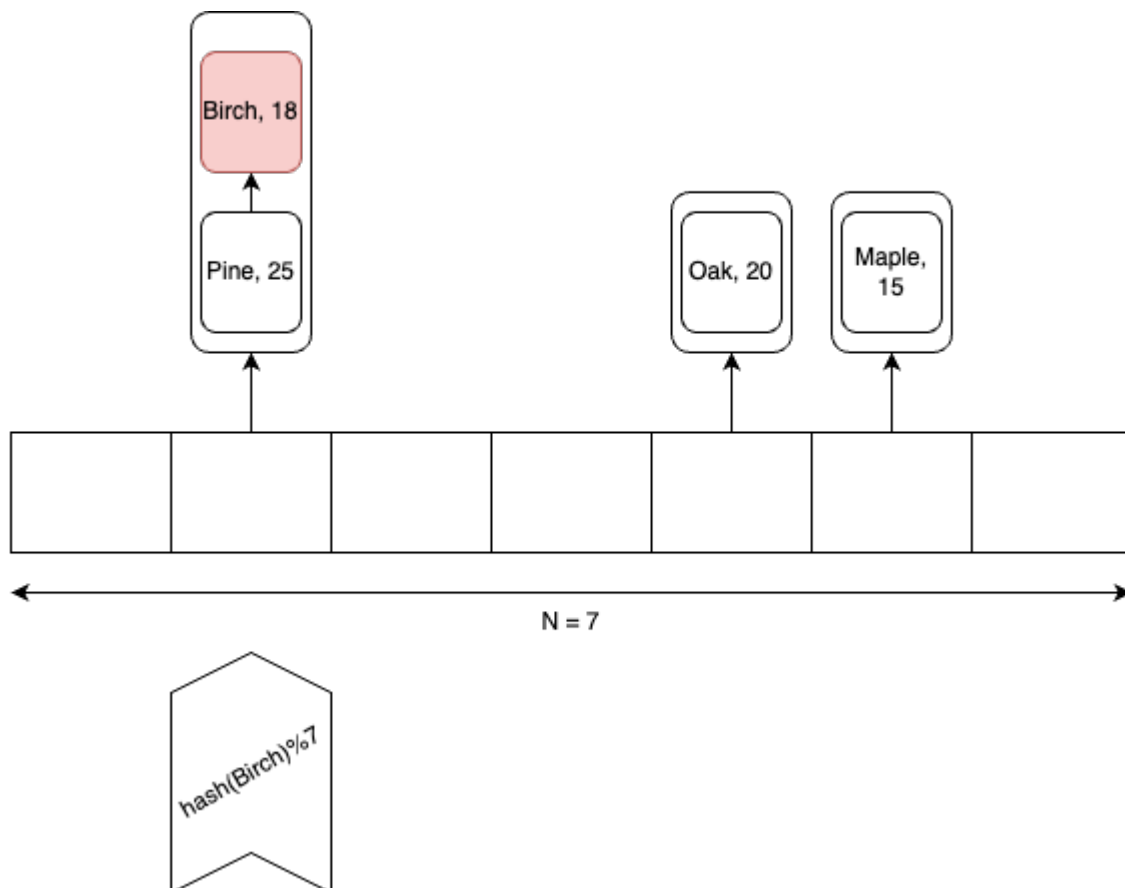 Birch, 18
Pine, 25
Oak, 20
Maple,
15
N = 7
hash(Birch)%7